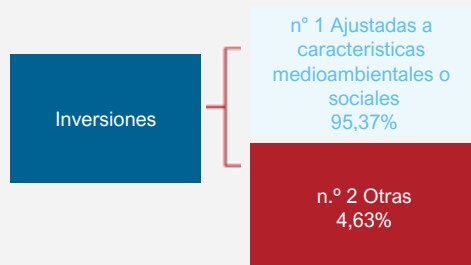 n° 1 Ajustadas a
caracteristicas
medioambientales o
sociales
95,37%
Inversiones
n.º 2 Otras
4,63%